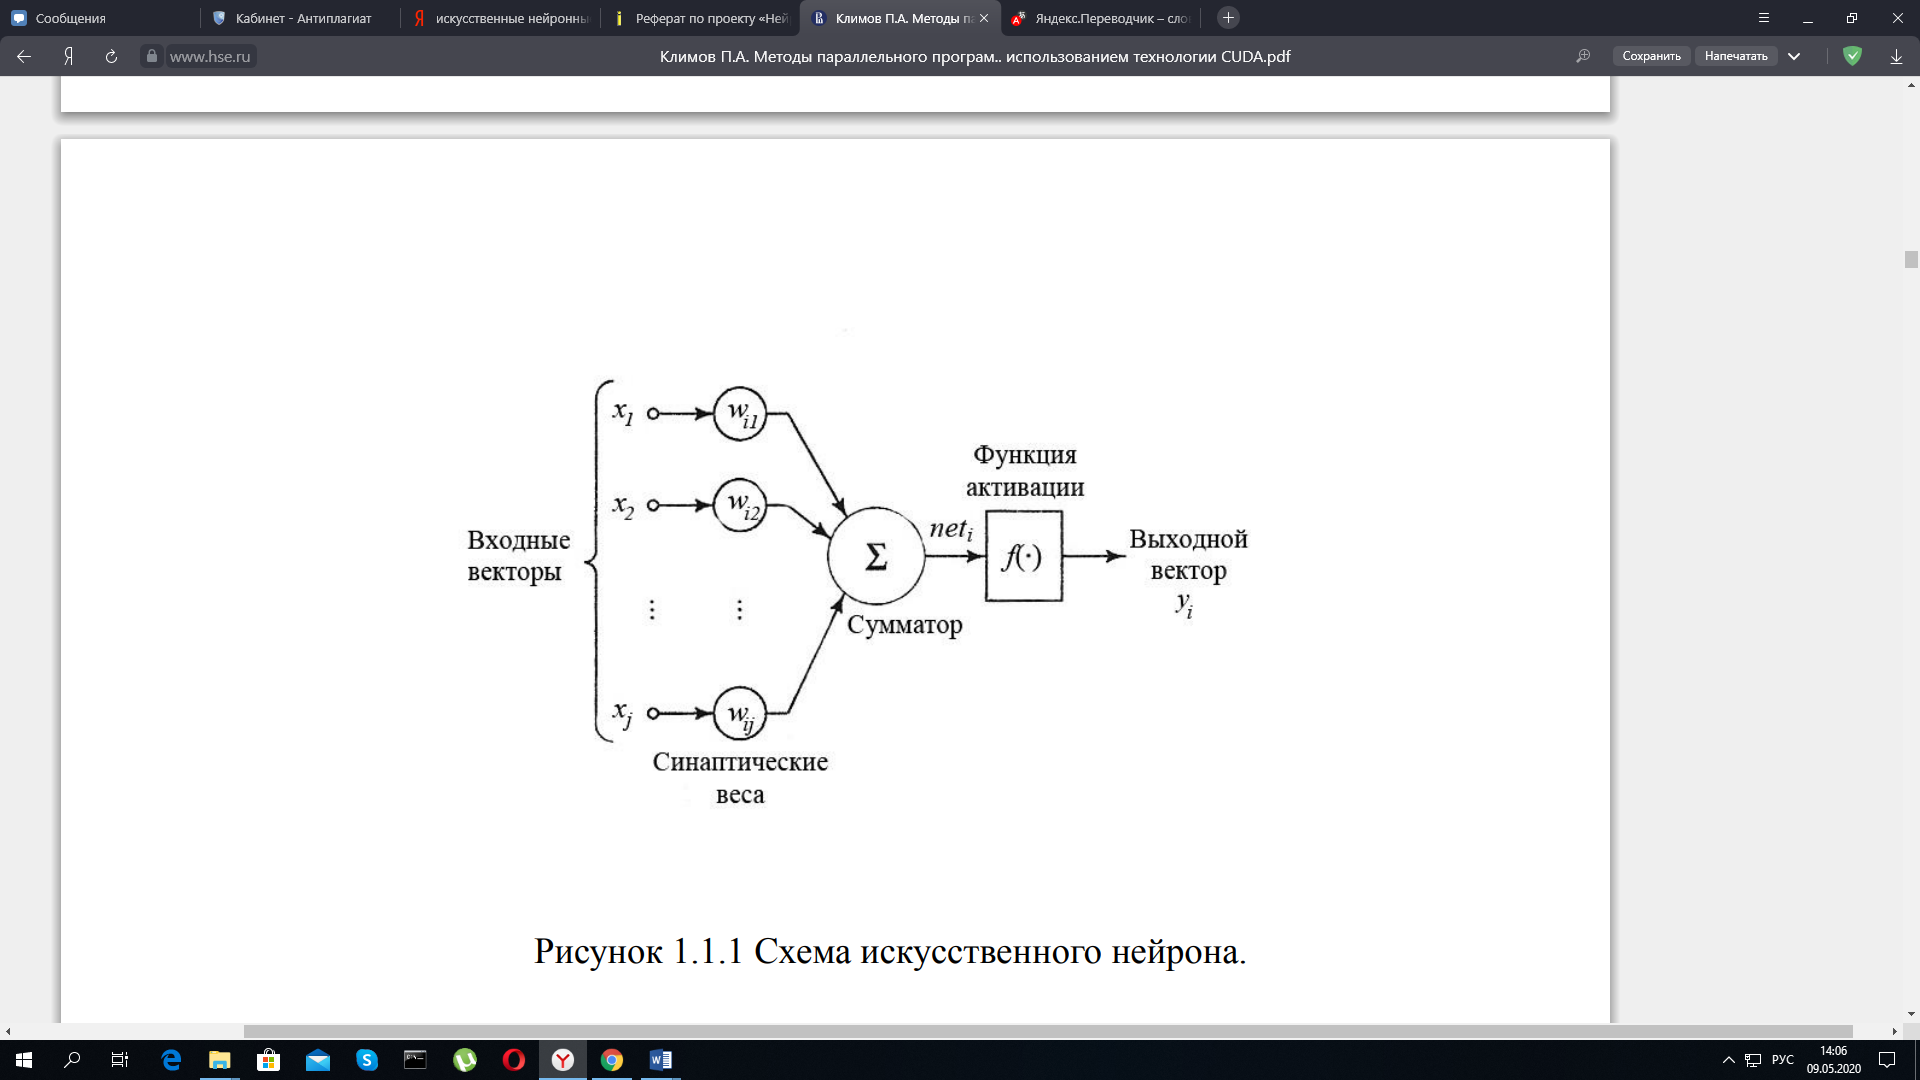 Сообщения
Кабинет - Антиплагиат
искусственные нейронны
Реферат по проекту «Ней
Климов П.А. Методы па
Яндекс.Переводчик – сло
www.hse.ru
Климов П.А. Методы параллельного програм.. использованием технологии CUDA.pdf
Сохранить
Напечатать
x1
wi1
Функция
активации
x2
wi2
neti
Входные
векторы
Σ
f(·)
Выходной
вектор
yi
Сумматор
xj
wij
Синаптические
веса
Рисунок 1.1.1 Схема искусственного нейрона.
РУС
14:06
09.05.2020